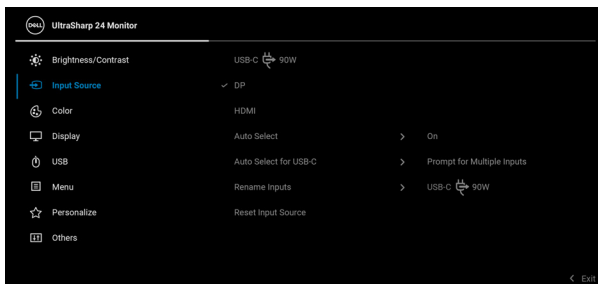 DELL UltraSharp 24 Monitor
Brightness/Contrast USB-C 90W
Input Source ✓ DP
Color HDMI
Display Auto Select > On
USB Auto Select for USB-C > Prompt for Multiple Inputs
Menu Rename Inputs > USB-C 90W
Personalize Reset Input Source
Others
< Exit